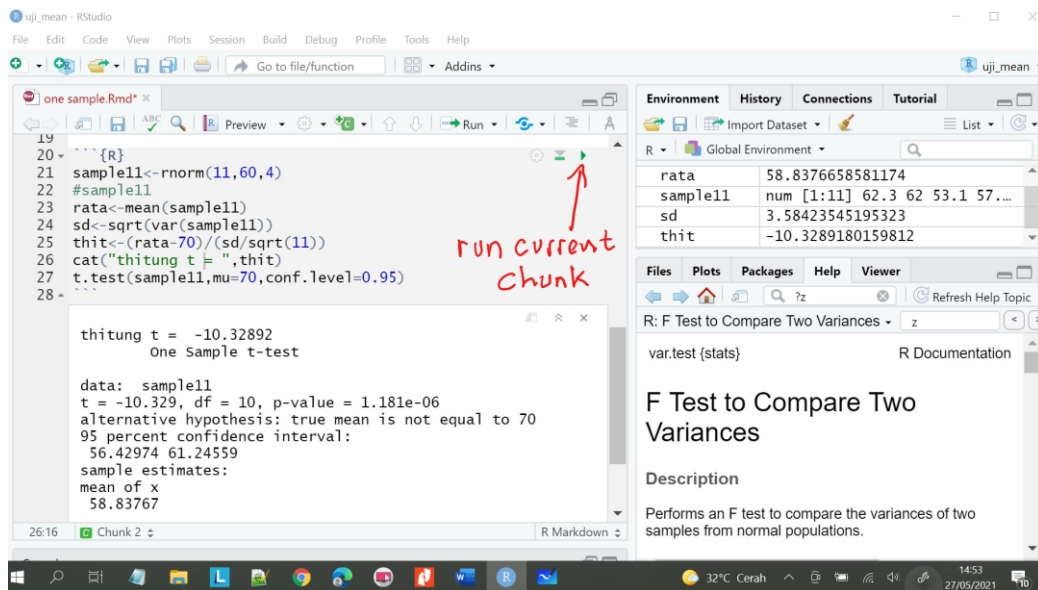 uji_mean - RStudio
File Edit Code View Plots Session Build Debug Profile Tools Help
Go to file/function Addins uji_mean
one sample.Rmd*
ABC Preview Run
19
20 ```{R}
21 sample11<-rnorm(11,60,4)
22 #sample11
23 rata<-mean(sample11)
24 sd<-sqrt(var(sample11))
25 thit<-(rata-70)/(sd/sqrt(11))
26 cat("thitung t = ",thit)
27 t.test(sample11,mu=70,conf.level=0.95)
28 ```
run current
chunk
thitung t = -10.32892
One Sample t-test
data: sample11
t = -10.329, df = 10, p-value = 1.181e-06
alternative hypothesis: true mean is not equal to 70
95 percent confidence interval:
56.42974 61.24559
sample estimates:
mean of x
58.83767
26:16 Chunk 2 R Markdown
Environment History Connections Tutorial
Import Dataset List
R Global Environment
rata 58.8376658581174
sample11 num [1:11] 62.3 62 53.1 57....
sd 3.58423545195323
thit -10.3289180159812
Files Plots Packages Help Viewer
?z Refresh Help Topic
R: F Test to Compare Two Variances z
var.test {stats} R Documentation
F Test to Compare Two
Variances
Description
Performs an F test to compare the variances of two
samples from normal populations.
32°C Cerah 14:53
27/05/2021